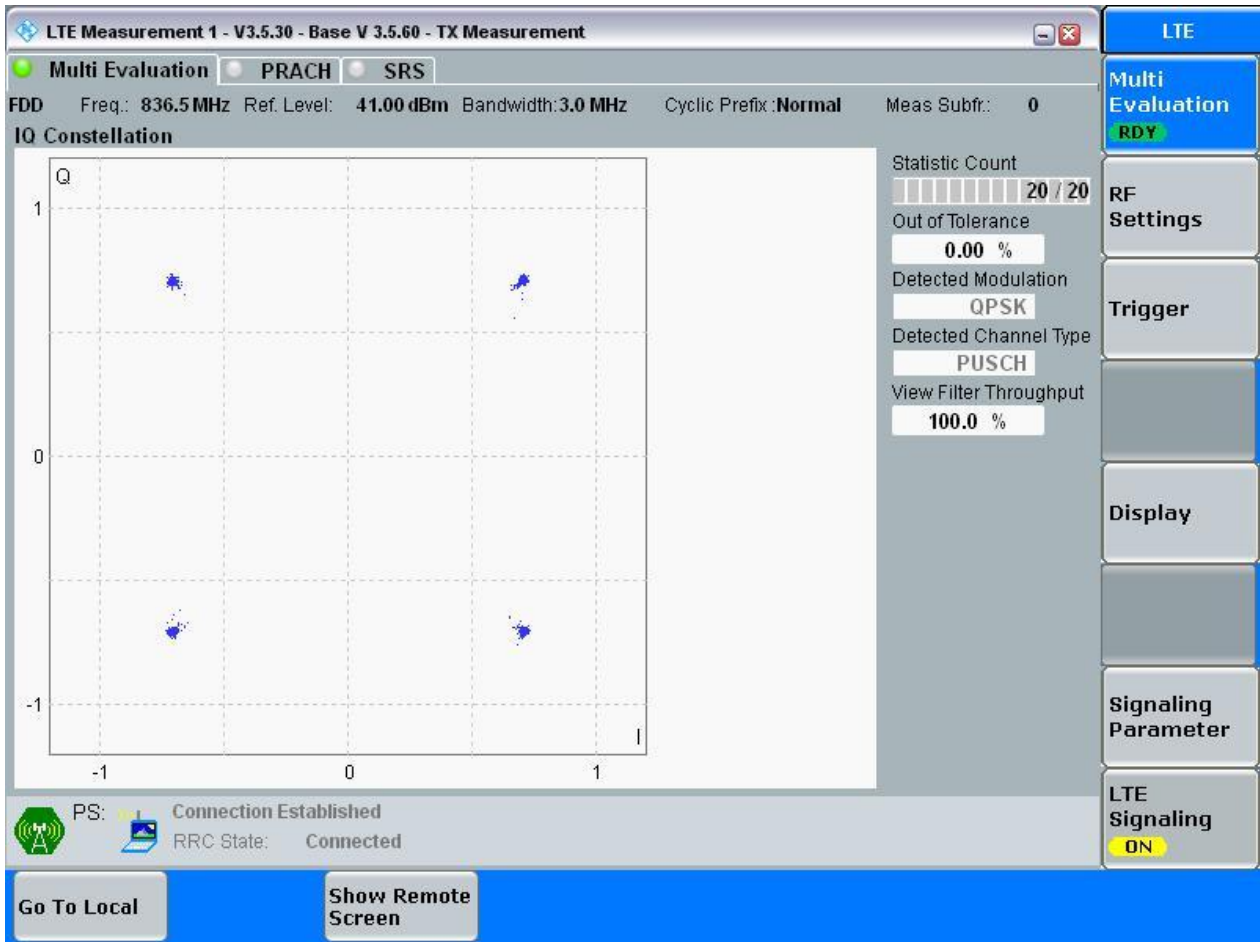 LTE Measurement 1 - V3.5.30 - Base V 3.5.60 - TX Measurement
LTE
Multi Evaluation PRACH SRS
FDD Freq.: 836.5 MHz Ref. Level: 41.00 dBm Bandwidth: 3.0 MHz Cyclic Prefix : Normal Meas Subfr.: 0
IQ Constellation
Q
1
0
-1
-1 0 1
I
Statistic Count
20 / 20
Out of Tolerance
0.00 %
Detected Modulation
QPSK
Detected Channel Type
PUSCH
View Filter Throughput
100.0 %
Multi
Evaluation
RDY
RF
Settings
Trigger
Display
Signaling
Parameter
LTE
Signaling
ON
PS: Connection Established
RRC State: Connected
Go To Local
Show Remote
Screen